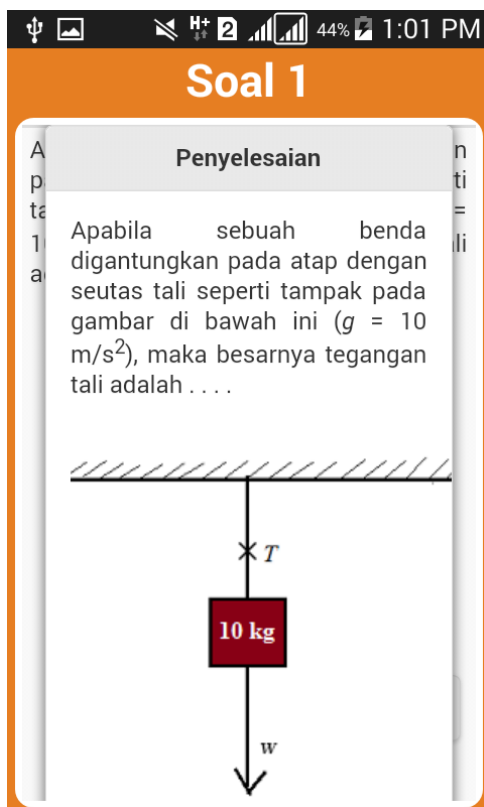 H+ 2 44% 1:01 PM
Soal 1
Penyelesaian
Apabila sebuah benda
digantungkan pada atap dengan
seutas tali seperti tampak pada
gambar di bawah ini (g = 10
m/s²), maka besarnya tegangan
tali adalah . . . .
T
10 kg
w